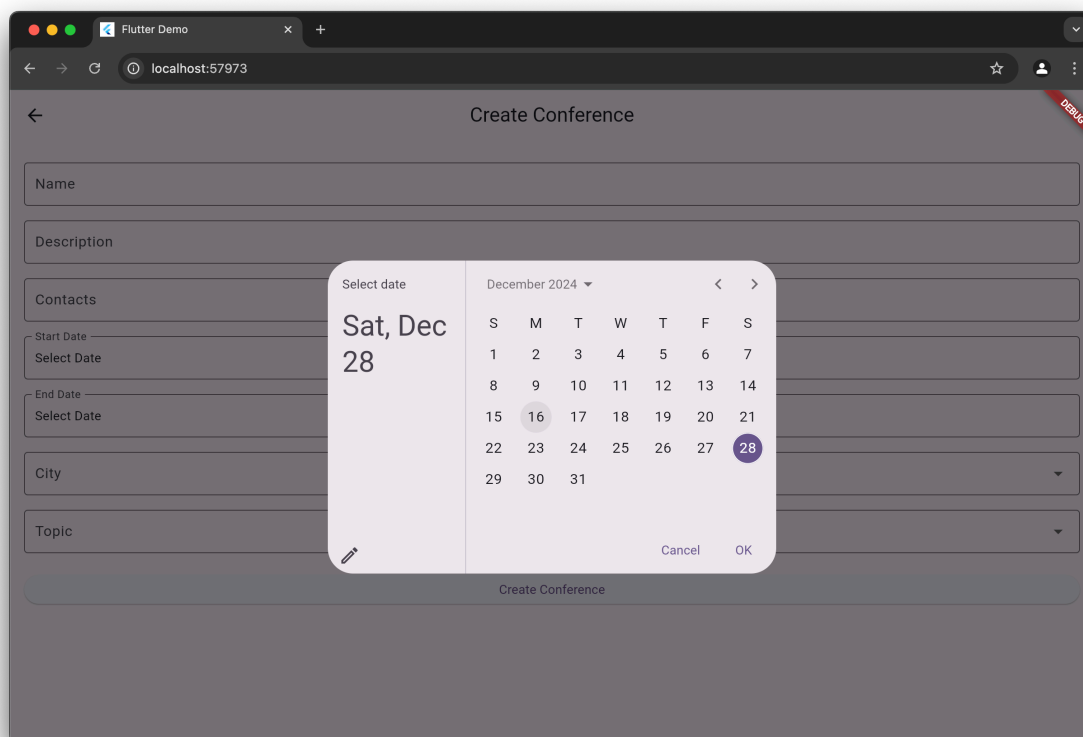 Flutter Demo
localhost:57973
DEBUG
Create Conference
Name
Description
Contacts
Start Date
Select Date
End Date
Select Date
City
Topic
Create Conference
Select date
Sat, Dec
28
December 2024
S M T W T F S
1 2 3 4 5 6 7
8 9 10 11 12 13 14
15 16 17 18 19 20 21
22 23 24 25 26 27 28
29 30 31
Cancel OK